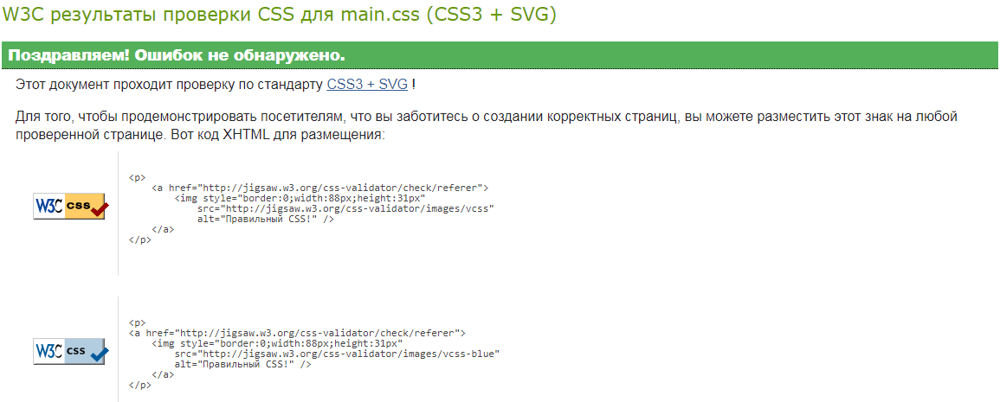 W3C результаты проверки CSS для main.css (CSS3 + SVG)
Поздравляем! Ошибок не обнаружено.
Этот документ проходит проверку по стандарту CSS3 + SVG !
Для того, чтобы продемонстрировать посетителям, что вы заботитесь о создании корректных страниц, вы можете разместить этот знак на любой
проверенной странице. Вот код XHTML для размещения:
W3C css
<p>
<a href="http://jigsaw.w3.org/css-validator/check/referer">
<img style="border:0;width:88px;height:31px"
src="http://jigsaw.w3.org/css-validator/images/vcss"
alt="Правильный CSS!" />
</a>
</p>
W3C css
<p>
<a href="http://jigsaw.w3.org/css-validator/check/referer">
<img style="border:0;width:88px;height:31px"
src="http://jigsaw.w3.org/css-validator/images/vcss-blue"
alt="Правильный CSS!" />
</a>
</p>